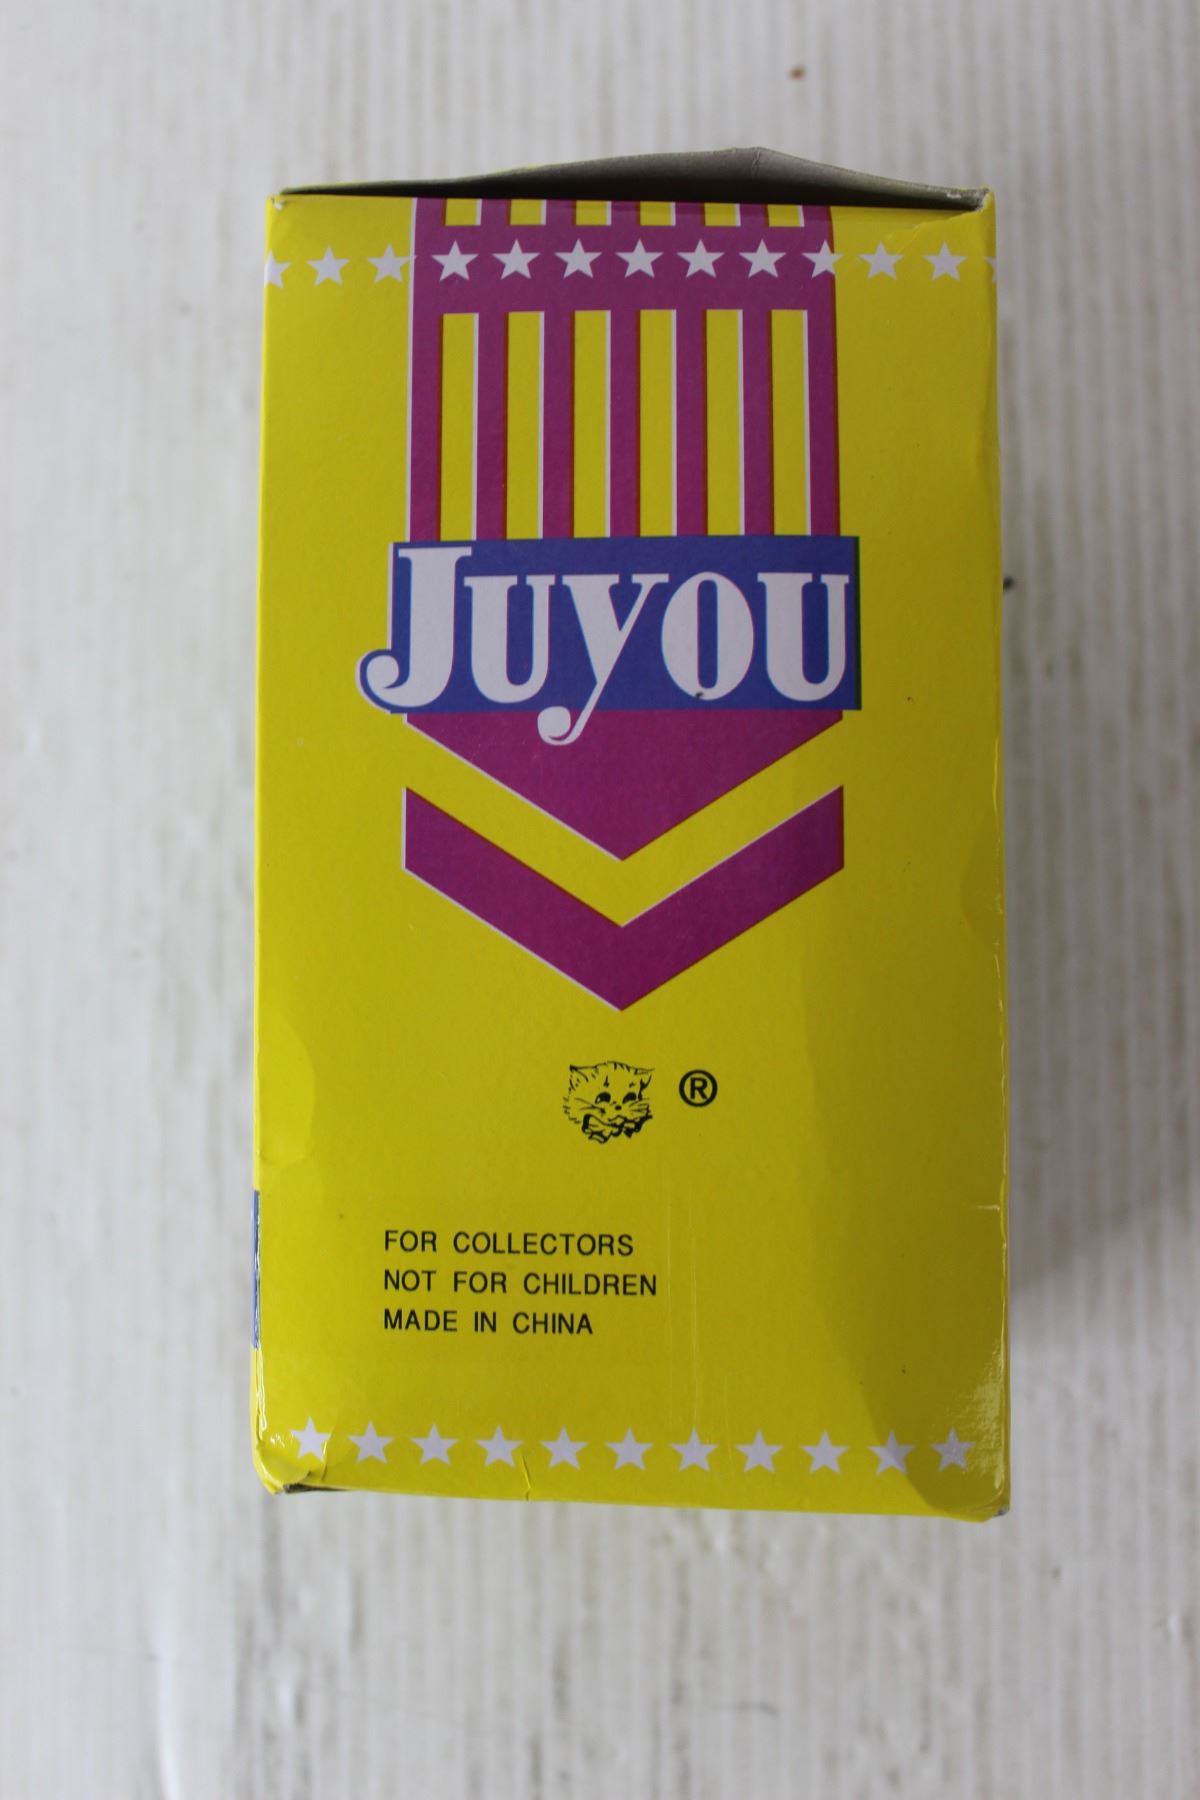 JUYOU
®
FOR COLLECTORS
NOT FOR CHILDREN
MADE IN CHINA